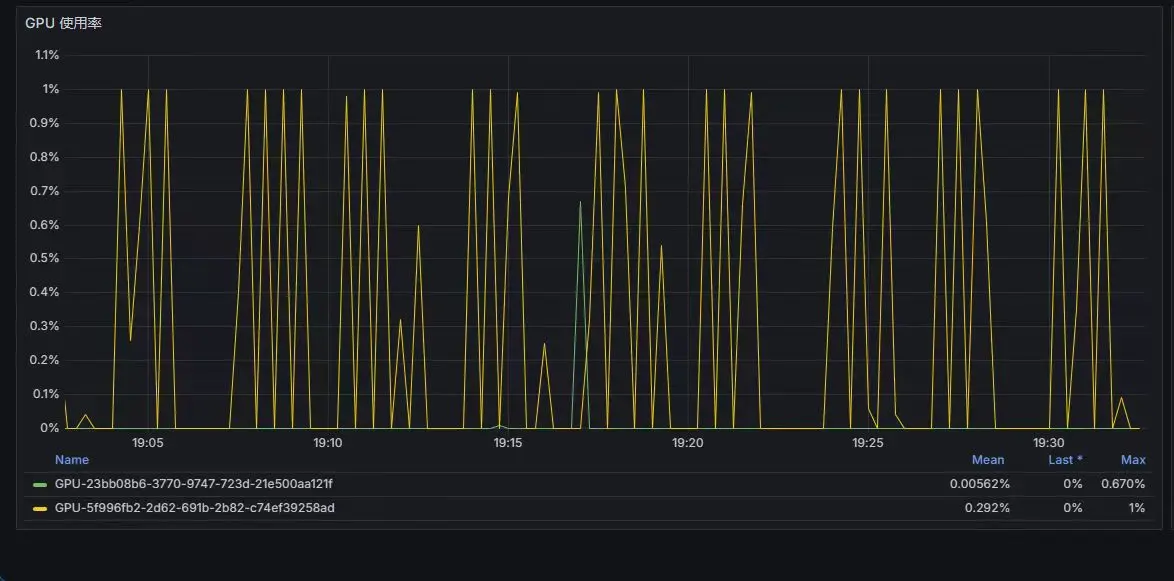 GPU 使用率
1.1%
1%
0.9%
0.8%
0.7%
0.6%
0.5%
0.4%
0.3%
0.2%
0.1%
0%
19:05 19:10 19:15 19:20 19:25 19:30
Name Mean Last * Max
GPU-23bb08b6-3770-9747-723d-21e500aa121f 0.00562% 0% 0.670%
GPU-5f996fb2-2d62-691b-2b82-c74ef39258ad 0.292% 0% 1%